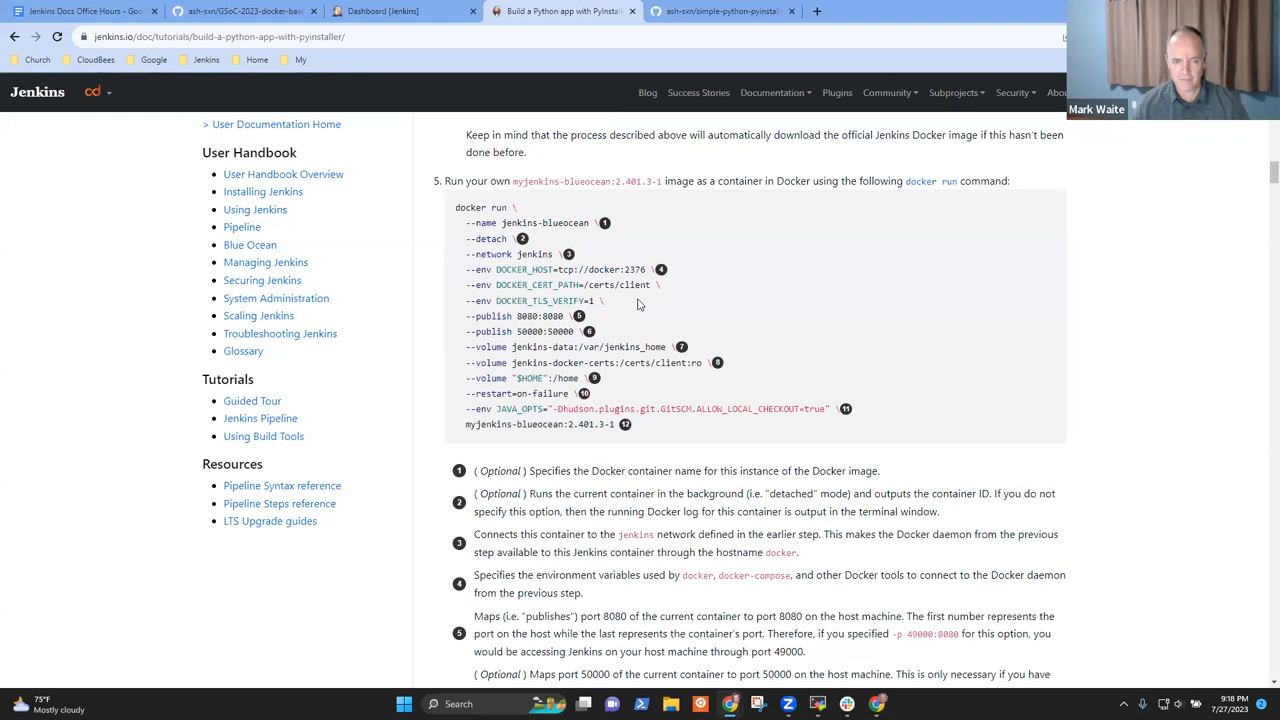 Jenkins Docs Office Hours - Goo
ash-sxn/GSoC-2023-docker-base
Dashboard [Jenkins]
Build a Python app with PyInstalle
ash-sxn/simple-python-pyinstaller
jenkins.io/doc/tutorials/build-a-python-app-with-pyinstaller/
Church
CloudBees
Google
Jenkins
Home
My
Jenkins
cd
Blog
Success Stories
Documentation
Plugins
Community
Subprojects
Security
Abou
Mark Waite
> User Documentation Home
User Handbook
User Handbook Overview
Installing Jenkins
Using Jenkins
Pipeline
Blue Ocean
Managing Jenkins
Securing Jenkins
System Administration
Scaling Jenkins
Troubleshooting Jenkins
Glossary
Tutorials
Guided Tour
Jenkins Pipeline
Using Build Tools
Resources
Pipeline Syntax reference
Pipeline Steps reference
LTS Upgrade guides
Keep in mind that the process described above will automatically download the official Jenkins Docker image if this hasn't been
done before.
5. Run your own myjenkins-blueocean:2.401.3-1 image as a container in Docker using the following docker run command:
docker run \
--name jenkins-blueocean \ 1
--detach \ 2
--network jenkins \ 3
--env DOCKER_HOST=tcp://docker:2376 \ 4
--env DOCKER_CERT_PATH=/certs/client \
--env DOCKER_TLS_VERIFY=1 \
--publish 8080:8080 \ 5
--publish 50000:50000 \ 6
--volume jenkins-data:/var/jenkins_home \ 7
--volume jenkins-docker-certs:/certs/client:ro \ 8
--volume "$HOME":/home \ 9
--restart=on-failure \ 10
--env JAVA_OPTS="-Dhudson.plugins.git.GitSCM.ALLOW_LOCAL_CHECKOUT=true" \ 11
myjenkins-blueocean:2.401.3-1 12
1 ( Optional ) Specifies the Docker container name for this instance of the Docker image.
2 ( Optional ) Runs the current container in the background (i.e. "detached" mode) and outputs the container ID. If you do not
specify this option, then the running Docker log for this container is output in the terminal window.
3 Connects this container to the jenkins network defined in the earlier step. This makes the Docker daemon from the previous
step available to this Jenkins container through the hostname docker.
4 Specifies the environment variables used by docker, docker-compose, and other Docker tools to connect to the Docker daemon
from the previous step.
5 Maps (i.e. "publishes") port 8080 of the current container to port 8080 on the host machine. The first number represents the
port on the host while the last represents the container's port. Therefore, if you specified -p 49000:8080 for this option, you
would be accessing Jenkins on your host machine through port 49000.
( Optional ) Maps port 50000 of the current container to port 50000 on the host machine. This is only necessary if you have
75°F
Mostly cloudy
Search
9:18 PM
7/27/2023
2